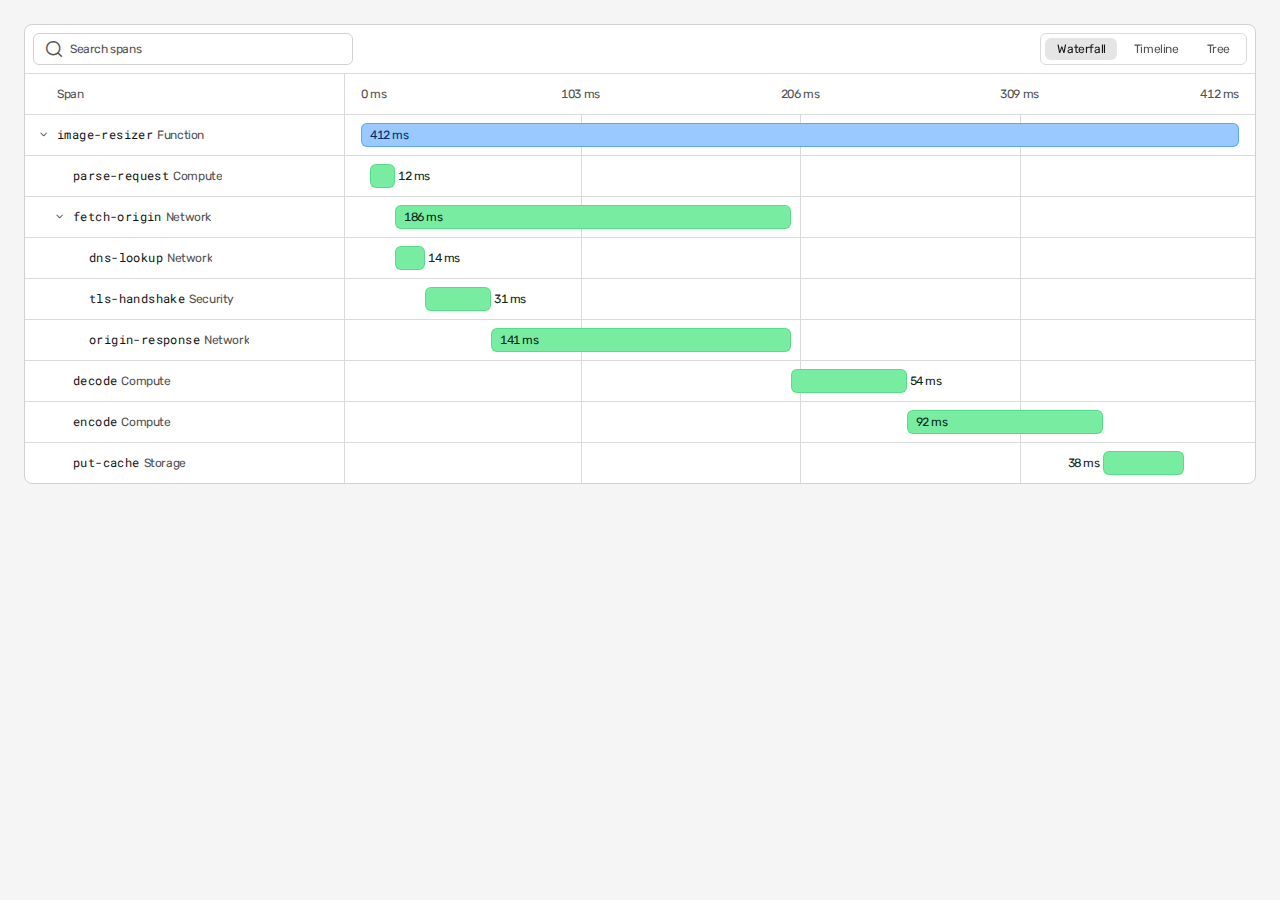 Search spans Waterfall Timeline Tree
Span 0 ms 103 ms 206 ms 309 ms 412 ms
image-resizer Function 412 ms
parse-request Compute 12 ms
fetch-origin Network 186 ms
dns-lookup Network 14 ms
tls-handshake Security 31 ms
origin-response Network 141 ms
decode Compute 54 ms
encode Compute 92 ms
put-cache Storage 38 ms